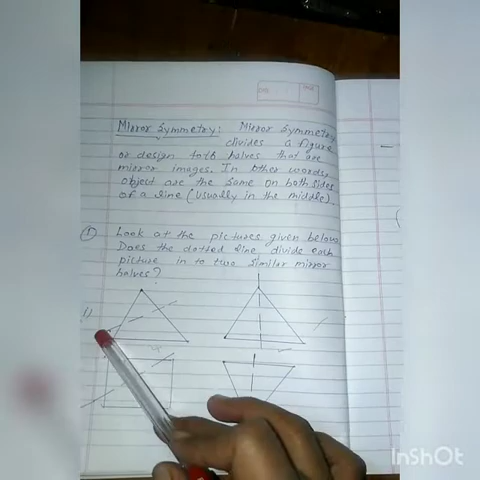 Mirror Symmetry: Mirror Symmetry
divides a figure
or design to b halves that are
mirror images. In other words,
object are the same on both sides
of a line (usually in the middle).
① Look at the pictures given below
Does the dotted line divide each
picture in to two similar mirror
halves?
i)
InShOt